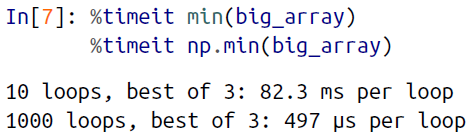 In[7]: %timeit min(big_array)
%timeit np.min(big_array)
10 loops, best of 3: 82.3 ms per loop
1000 loops, best of 3: 497 µs per loop